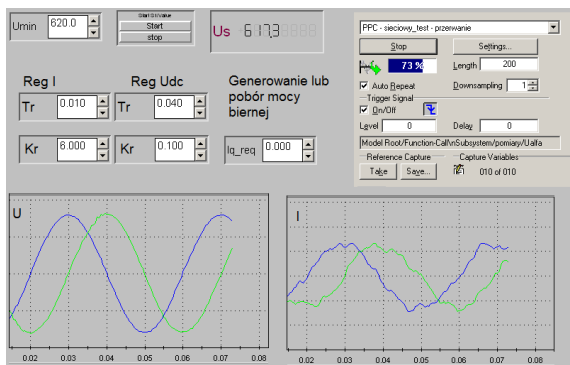 Umin
620.0
Start
stop
Us -617,3
PPC - sieciowy_test - przerwanie
Stop
Settings...
73 %
Length
200
Auto Repeat
Downsampling
1
Trigger Signal
On/Off
Level
0
Delay
0
Model Root/Function-Call\nSubsystem/pomiary/Ualfa
Reference Capture
Capture Variables
Take
Save...
010 of 010
Reg I
Reg Udc
Generowanie lub
pobór mocy
biernej
Tr
0.010
Tr
0.040
Kr
6.000
Kr
0.100
Iq_req
0.000
U
0.02 0.03 0.04 0.05 0.06 0.07 0.08
I
0.02 0.03 0.04 0.05 0.06 0.07 0.08